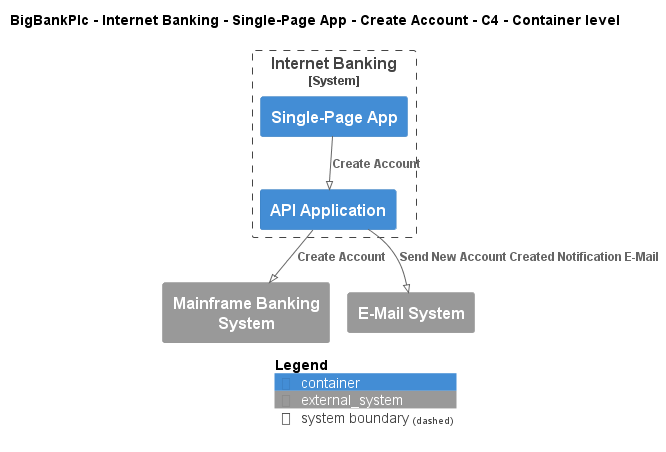 BigBankPlc - Internet Banking - Single-Page App - Create Account - C4 - Container level
Internet Banking
[System]
Single-Page App
Create Account
API Application
Create Account
Send New Account Created Notification E-Mail
Mainframe Banking
System
E-Mail System
Legend
container
external_system
system boundary (dashed)